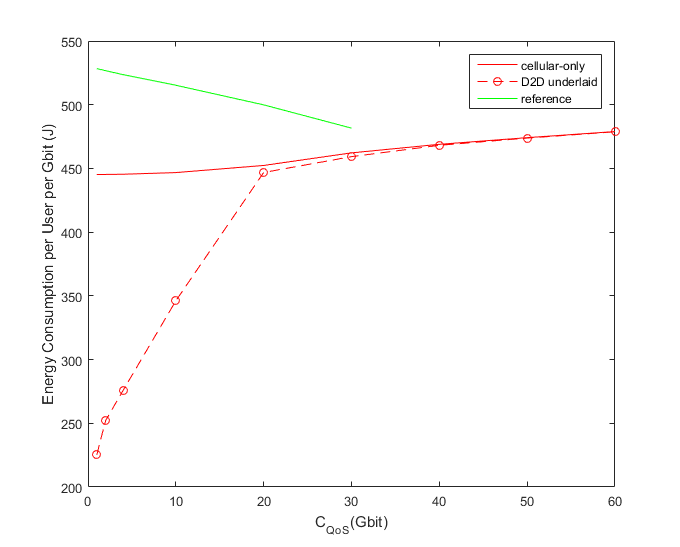 550
500
450
400
350
300
250
200
0 10 20 30 40 50 60
Energy Consumption per User per Gbit (J)
C_QoS(Gbit)
cellular-only
D2D underlaid
reference